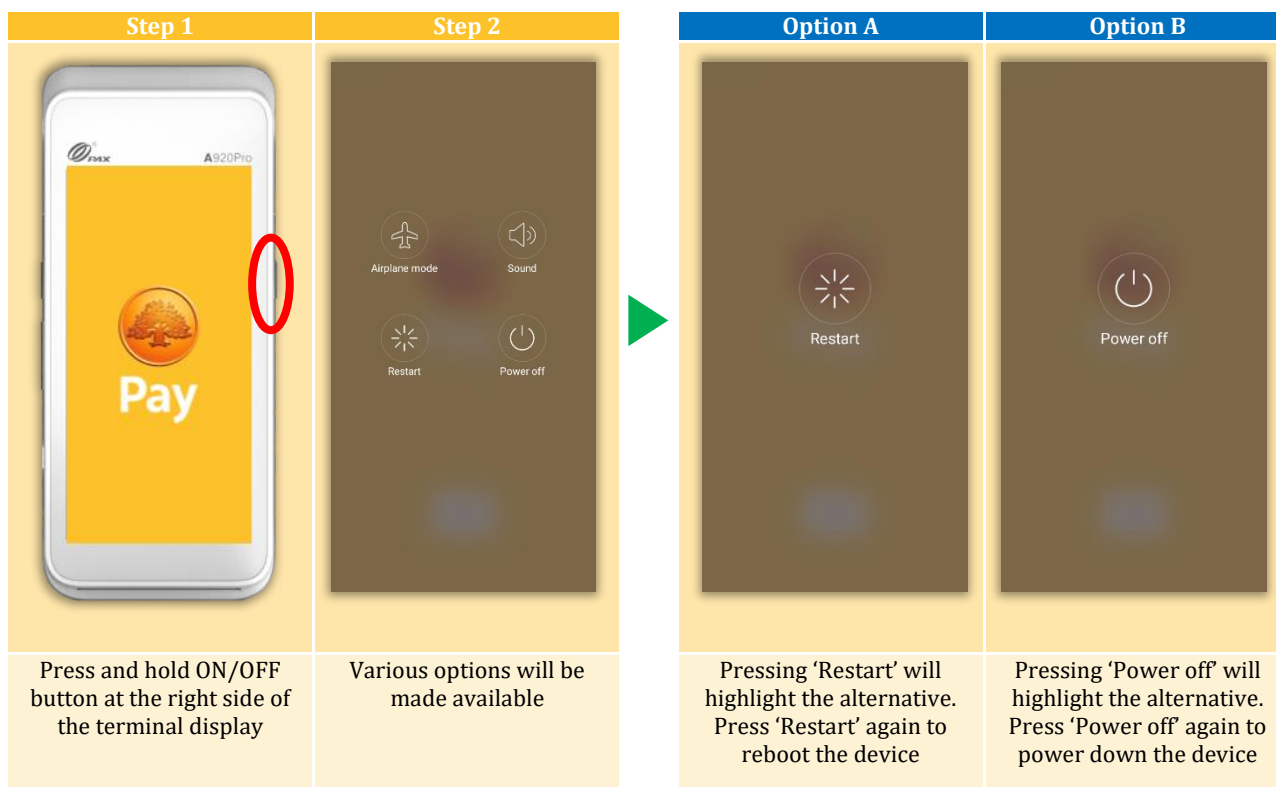 Step 1
PAX
A920Pro
Pay
Press and hold ON/OFF
button at the right side of
the terminal display
Step 2
Airplane mode
Sound
Restart
Power off
Various options will be
made available
Option A
Restart
Pressing ‘Restart’ will
highlight the alternative.
Press ‘Restart’ again to
reboot the device
Option B
Power off
Pressing ‘Power off’ will
highlight the alternative.
Press ‘Power off’ again to
power down the device